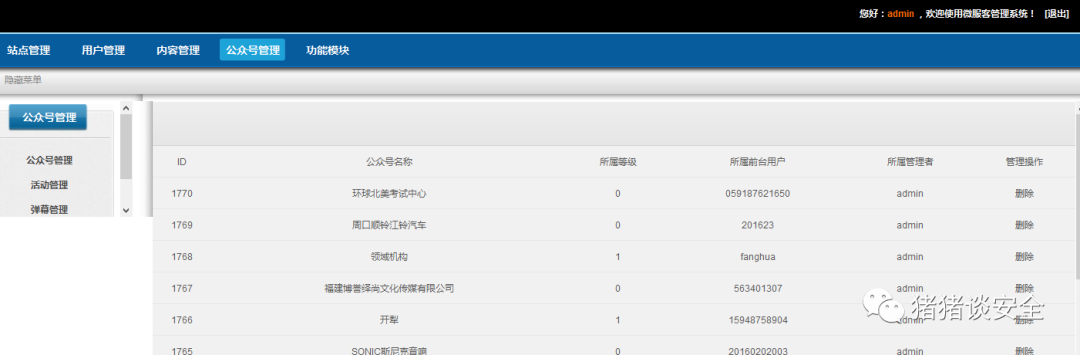 您好：admin ，欢迎使用微服客管理系统！ [退出]
站点管理 用户管理 内容管理 公众号管理 功能模块
隐藏菜单
公众号管理
公众号管理
活动管理
弹幕管理
ID 公众号名称 所属等级 所属前台用户 所属管理者 管理操作
1770 环球北美考试中心 0 059187621650 admin 删除
1769 周口顺铃江铃汽车 0 201623 admin 删除
1768 领域机构 1 fanghua admin 删除
1767 福建博誉绎尚文化传媒有限公司 0 563401307 admin 删除
1766 开犁 1 15948758904 admin 删除
1765 SONIC斯尼克音响 0 20160202003 admin 删除
猪猪谈安全